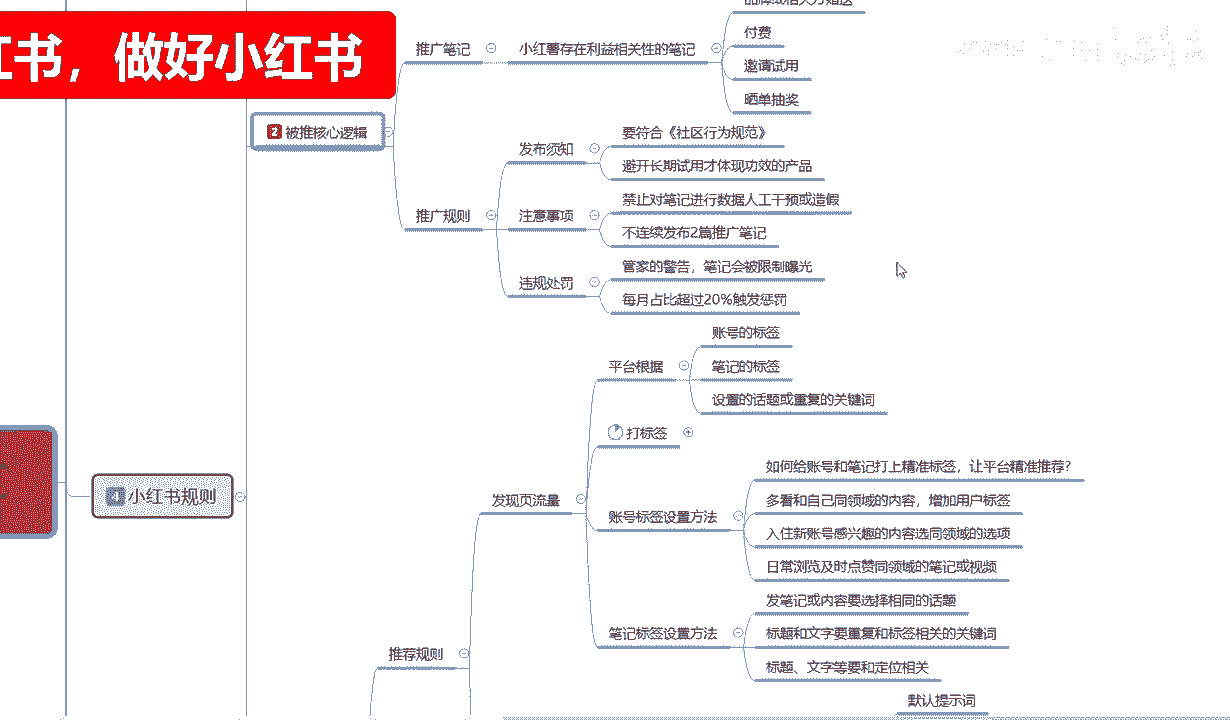 红书，做好小红书
推广笔记
小红薯存在利益相关性的笔记
付费
邀请试用
晒单抽奖
2 被推核心逻辑
推广规则
发布须知
要符合《社区行为规范》
避开长期试用才体现功效的产品
注意事项
禁止对笔记进行数据人工干预或造假
不连续发布2篇推广笔记
违规处罚
管家的警告，笔记会被限制曝光
每月占比超过20%触发惩罚
4 小红书规则
推荐规则
发现页流量
平台根据
账号的标签
笔记的标签
设置的话题或重复的关键词
打标签
账号标签设置方法
如何给账号和笔记打上精准标签，让平台精准推荐？
多看和自己同领域的内容，增加用户标签
入住新账号感兴趣的内容选同领域的选项
日常浏览及时点赞同领域的笔记或视频
笔记标签设置方法
发笔记或内容要选择相同的话题
标题和文字要重复和标签相关的关键词
标题、文字等要和定位相关
默认提示词